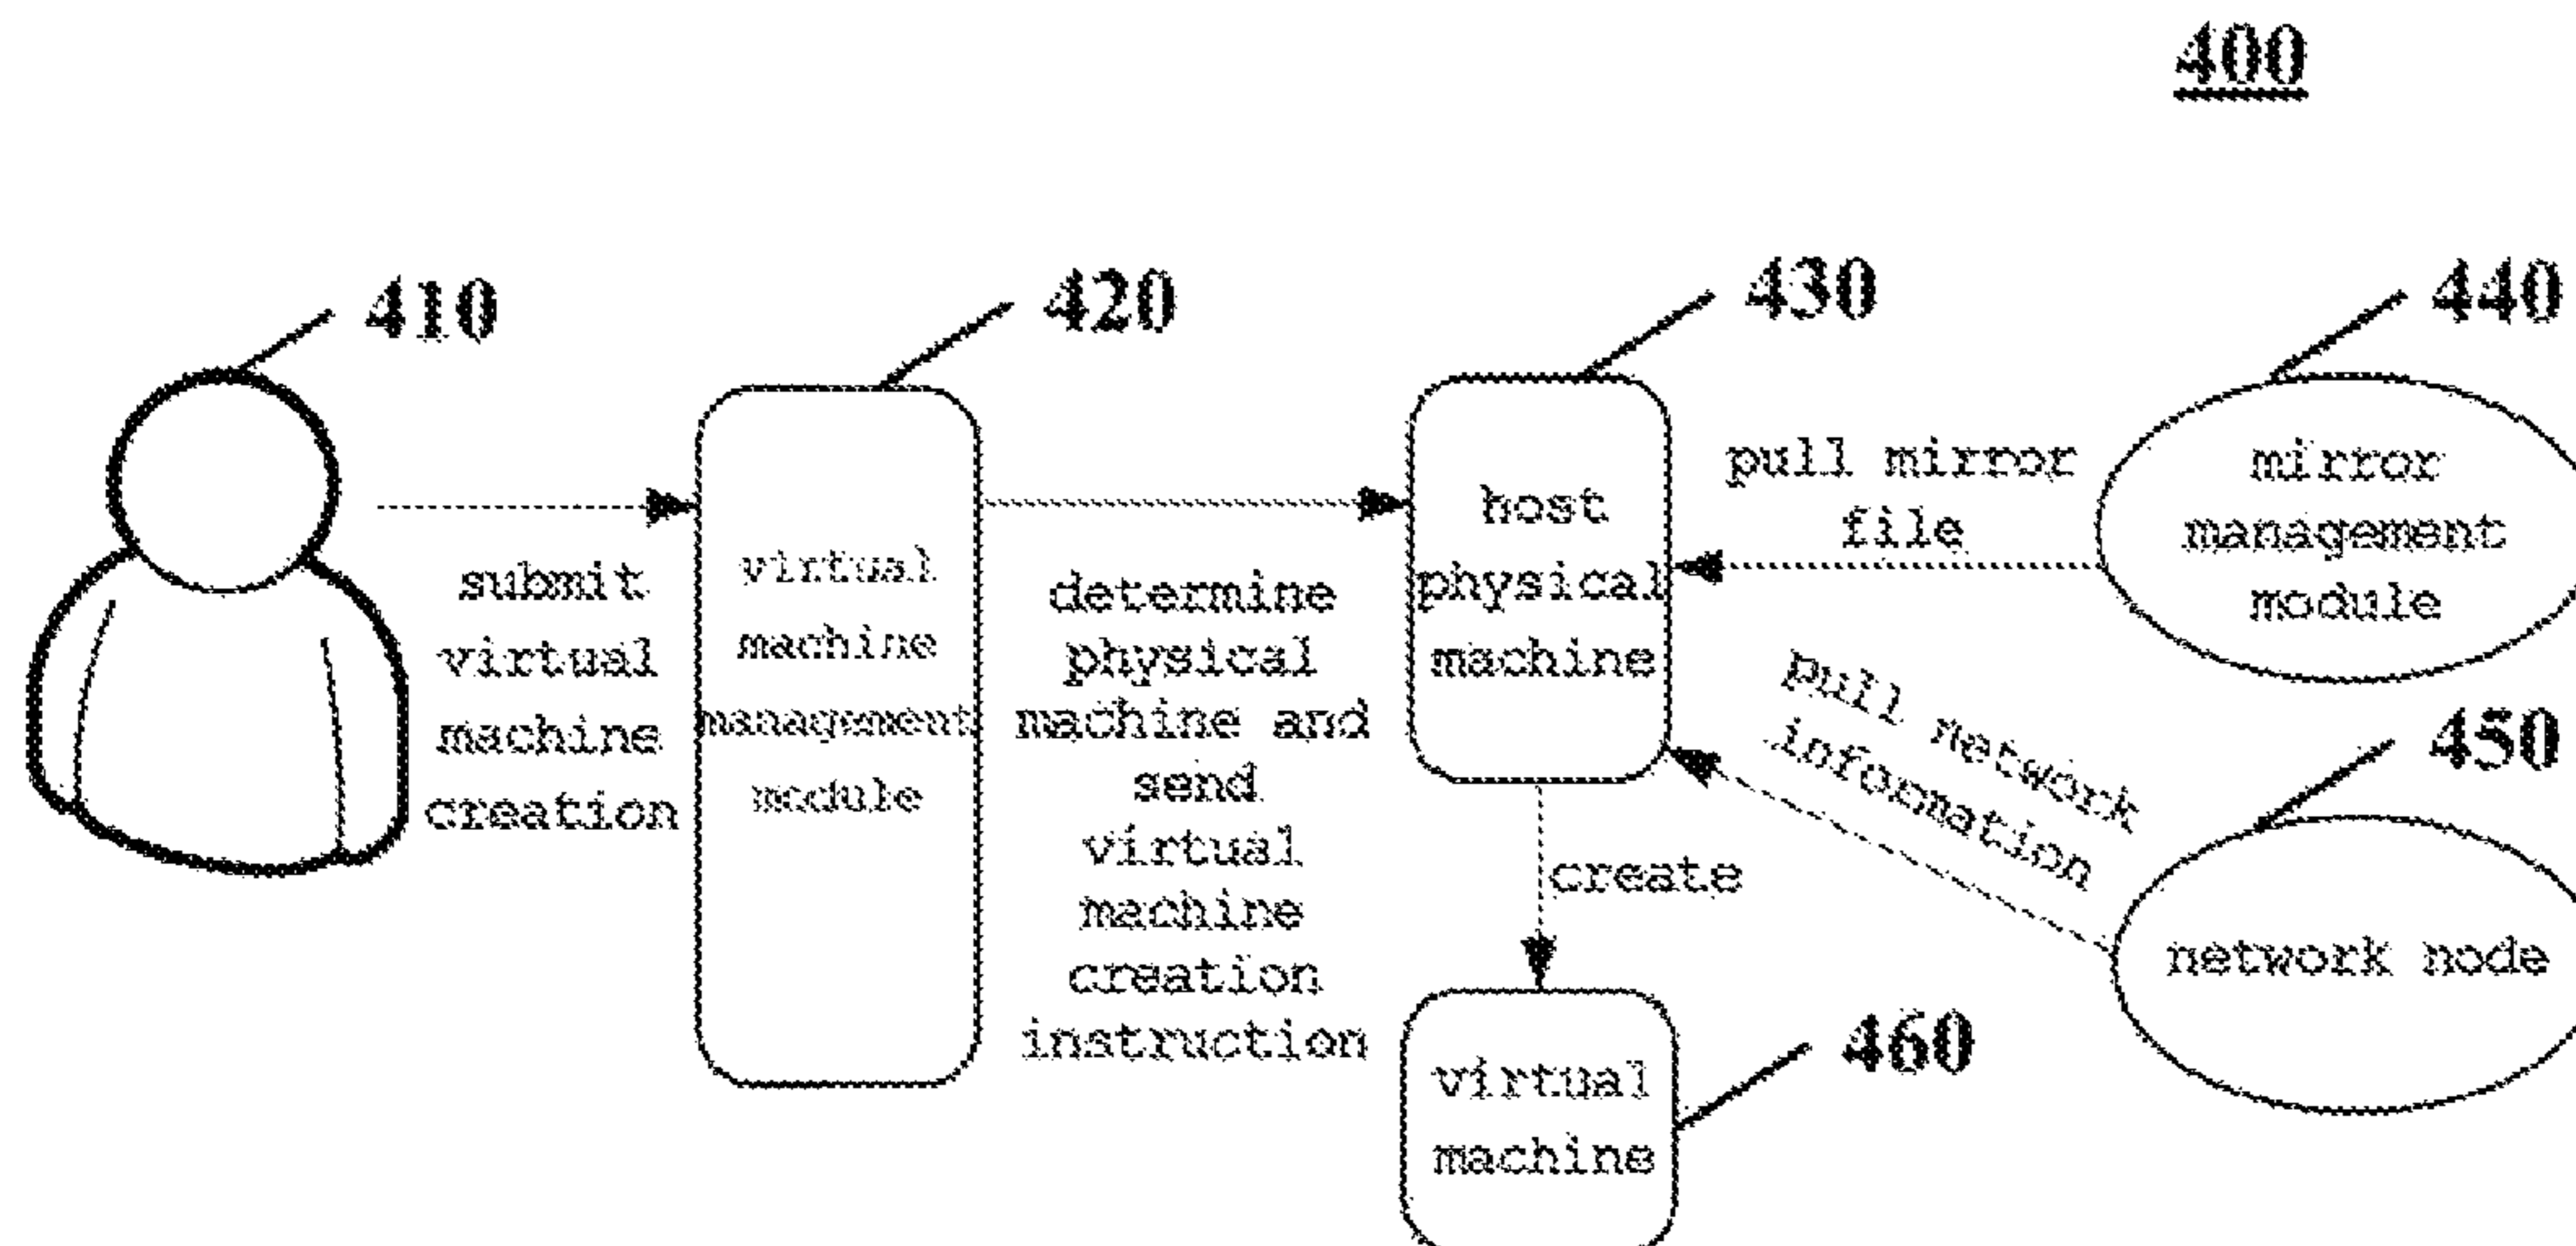 400
410
420
430
440
450
460
submit
virtual
machine
creation
virtual
machine
management
module
determine
physical
machine and
send
virtual
machine
creation
instruction
host
physical
machine
pull mirror
file
mirror
management
module
pull network
information
network node
create
virtual
machine